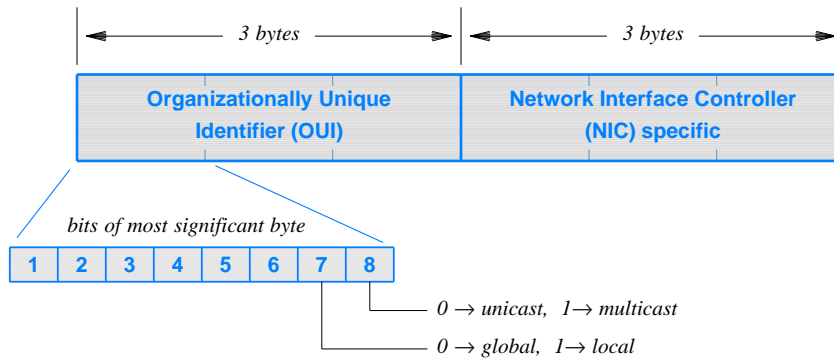 3 bytes 3 bytes
Organizationally Unique
Identifier (OUI)
Network Interface Controller
(NIC) specific
bits of most significant byte
1 2 3 4 5 6 7 8
0 → unicast, 1→ multicast
0 → global, 1→ local